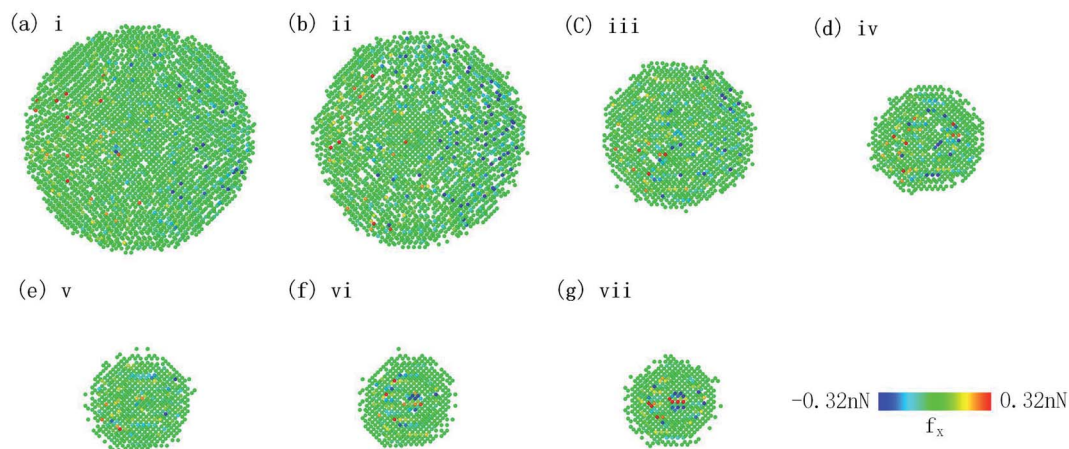 (a) i
(b) ii
(C) iii
(d) iv
(e) v
(f) vi
(g) vii
-0.32nN 0.32nN
fx